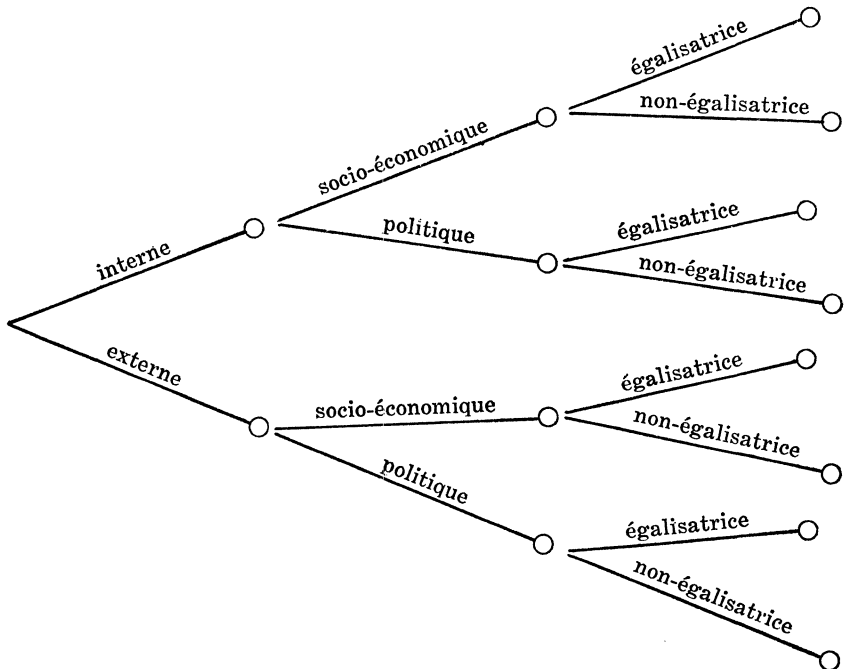 égalisatrice
non-égalisatrice
socio-économique
égalisatrice
politique
non-égalisatrice
interne
externe
égalisatrice
socio-économique
non-égalisatrice
politique
égalisatrice
non-égalisatrice